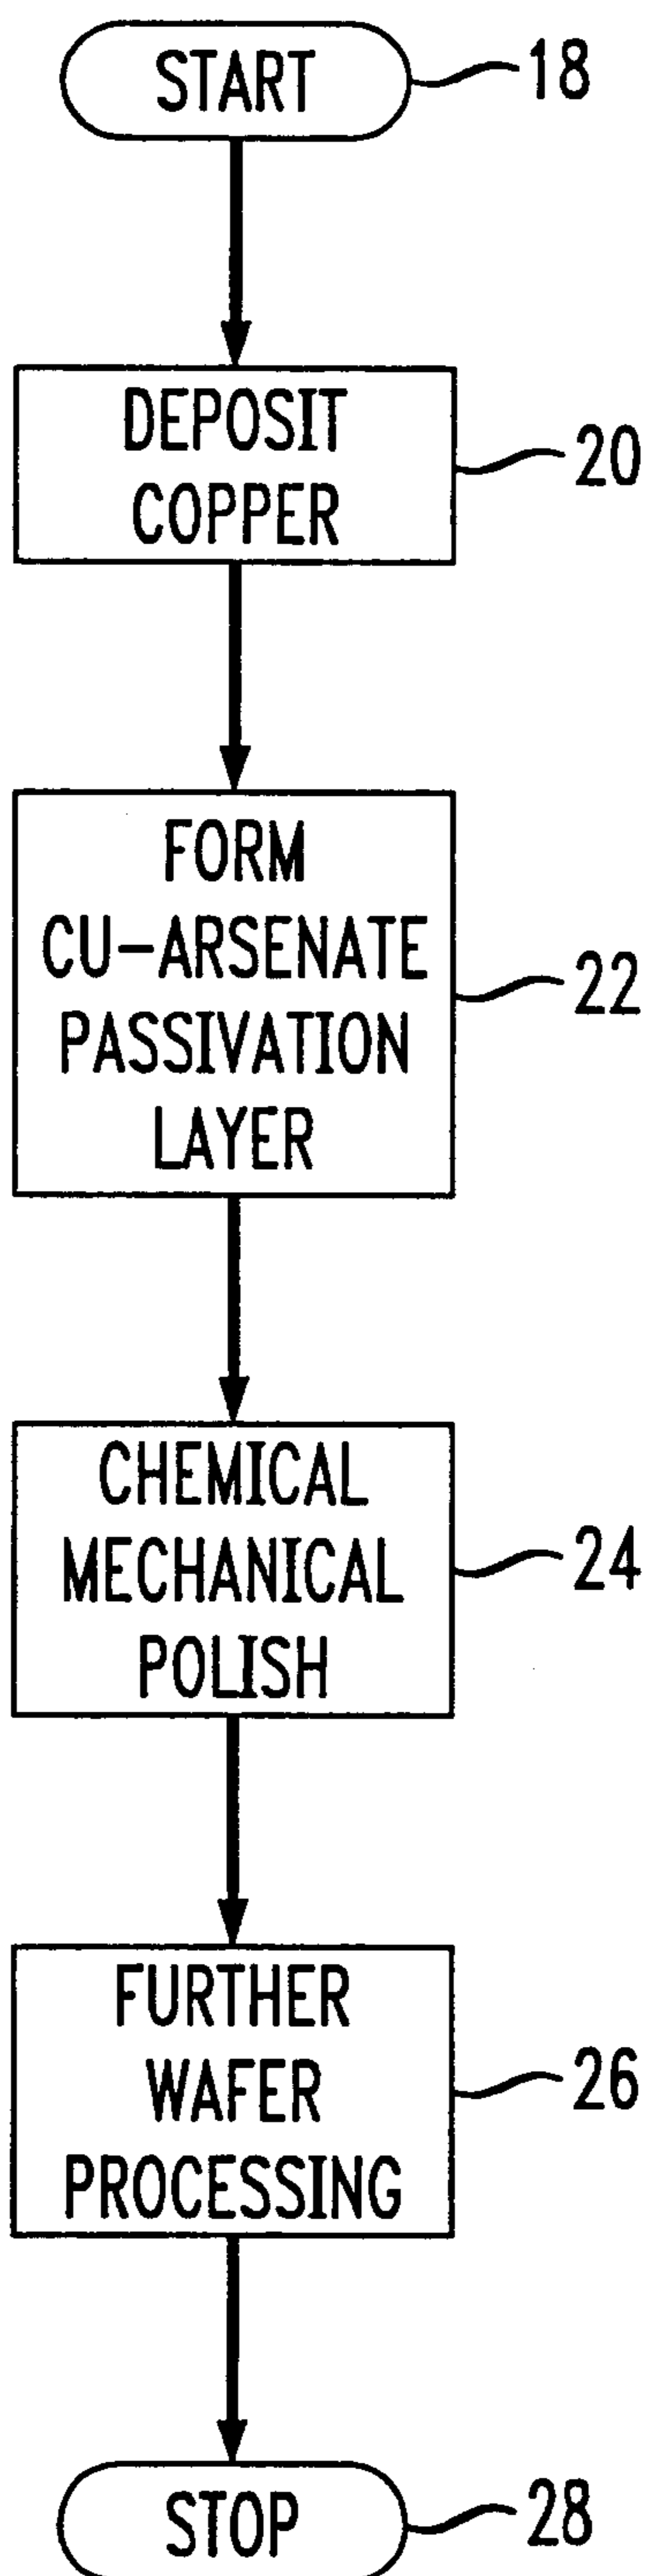 START
18
DEPOSIT
COPPER
20
FORM
CU-ARSENATE
PASSIVATION
LAYER
22
CHEMICAL
MECHANICAL
POLISH
24
FURTHER
WAFER
PROCESSING
26
STOP
28